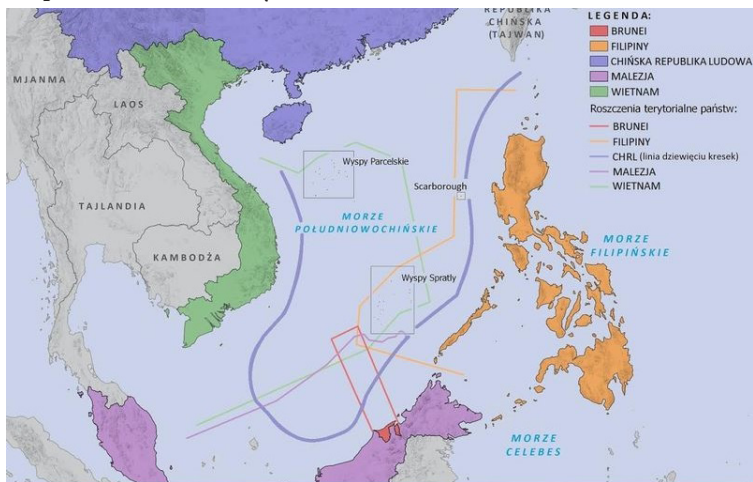 REPUBLIKA
CHIŃSKA
(TAJWAN)
LEGENDA:
BRUNEI
FILIPINY
CHIŃSKA REPUBLIKA LUDOWA
MALEZJA
WIETNAM
Roszczenia terytorialne państw:
BRUNEI
FILIPINY
CHRL (linia dziewięciu kresek)
MALEZJA
WIETNAM
MJANMA
LAOS
TAJLANDIA
KAMBODŻA
Wyspy Parcelskie
Scarborough
MORZE
POŁUDNIOWOCHIŃSKIE
MORZE
FILIPIŃSKIE
Wyspy Spratly
MORZE
CELEBES